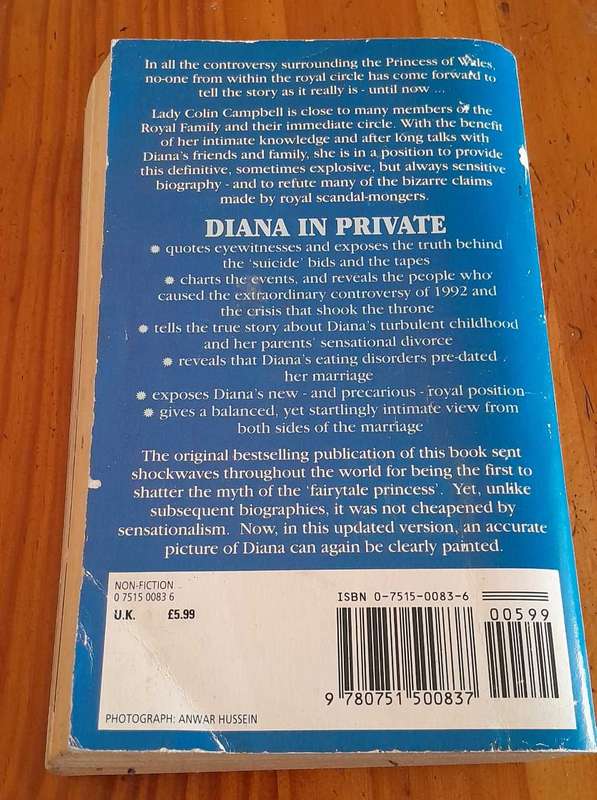 In all the controversy surrounding the Princess of Wales,
no-one from within the royal circle has come forward to
tell the story as it really is - until now ...
Lady Colin Campbell is close to many members of the
Royal Family and their immediate circle. With the benefit
of her intimate knowledge and after long talks with
Diana's friends and family, she is in a position to provide
this definitive, sometimes explosive, but always sensitive
biography - and to refute many of the bizarre claims
made by royal scandal-mongers.
DIANA IN PRIVATE
✹ quotes eyewitnesses and exposes the truth behind
the 'suicide' bids and the tapes
✹ charts the events, and reveals the people who
caused the extraordinary controversy of 1992 and
the crisis that shook the throne
✹ tells the true story about Diana's turbulent childhood
and her parents' sensational divorce
✹ reveals that Diana's eating disorders pre-dated
her marriage
✹ exposes Diana's new - and precarious - royal position
✹ gives a balanced, yet startlingly intimate view from
both sides of the marriage
The original bestselling publication of this book sent
shockwaves throughout the world for being the first to
shatter the myth of the 'fairytale princess'. Yet, unlike
subsequent biographies, it was not cheapened by
sensationalism. Now, in this updated version, an accurate
picture of Diana can again be clearly painted.
NON-FICTION
0 7515 0083 6
U.K. £5.99
ISBN 0-7515-0083-6
00599
9 780751 500837
PHOTOGRAPH: ANWAR HUSSEIN